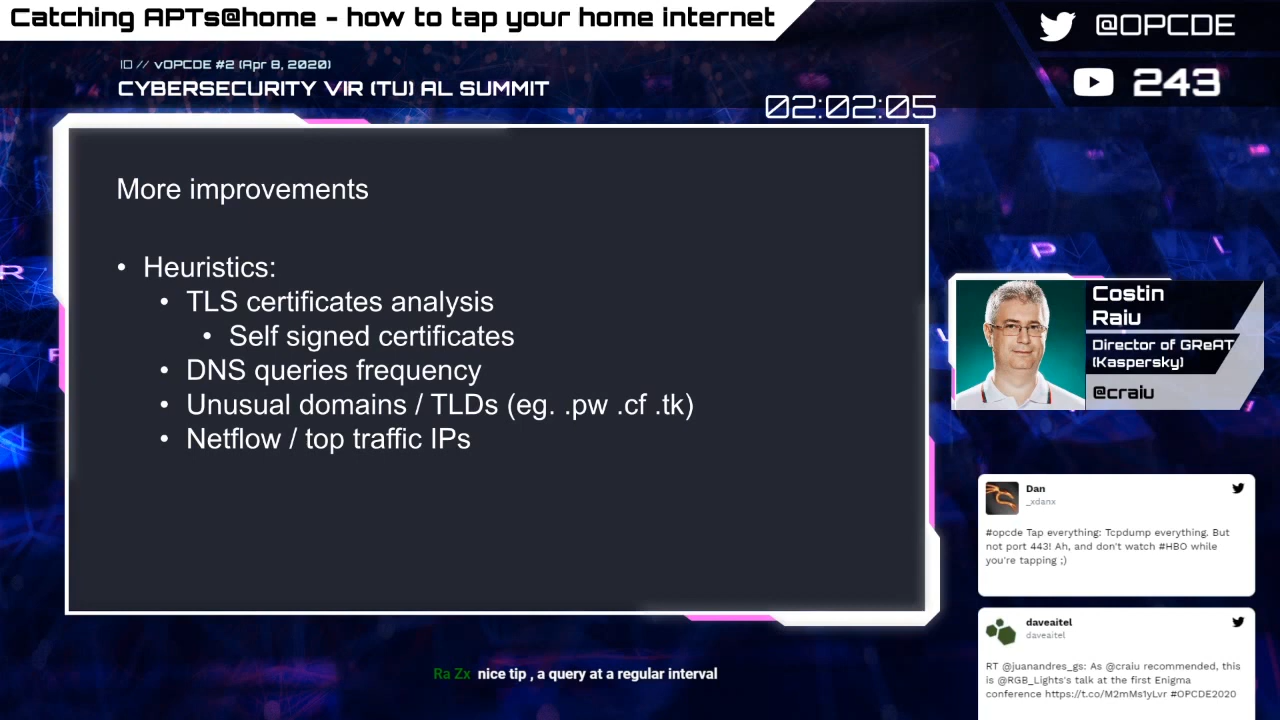 Catching APTs@home - how to tap your home internet
@OPCDE
ID // vOPCDE #2 (Apr 8, 2020)
CYBERSECURITY VIR (TU) AL SUMMIT
243
02:02:05
More improvements
• Heuristics:
• TLS certificates analysis
• Self signed certificates
• DNS queries frequency
• Unusual domains / TLDs (eg. .pw .cf .tk)
• Netflow / top traffic IPs
Costin
Raiu
Director of GReAT
(Kaspersky)
@craiu
Dan
_xdanx
#opcde Tap everything: Tcpdump everything. But
not port 443! Ah, and don't watch #HBO while
you're tapping ;)
daveaitel
daveaitel
RT @juanandres_gs: As @craiu recommended, this
is @RGB_Lights's talk at the first Enigma
conference https://t.co/M2mMs1yLvr #OPCDE2020
Ra Zx nice tip , a query at a regular interval